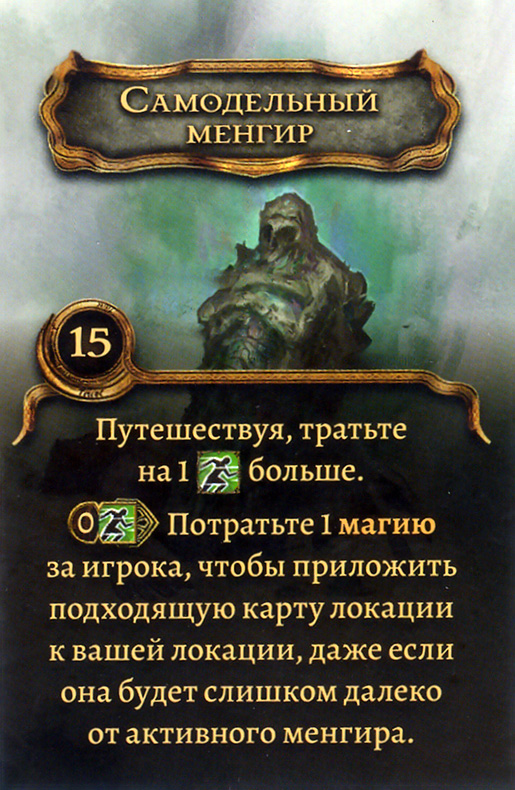 Самодельный
менгир
15
Путешествуя, тратьте
на 1 больше.
0 Потратьте 1 магию
за игрока, чтобы приложить
подходящую карту локации
к вашей локации, даже если
она будет слишком далеко
от активного менгира.